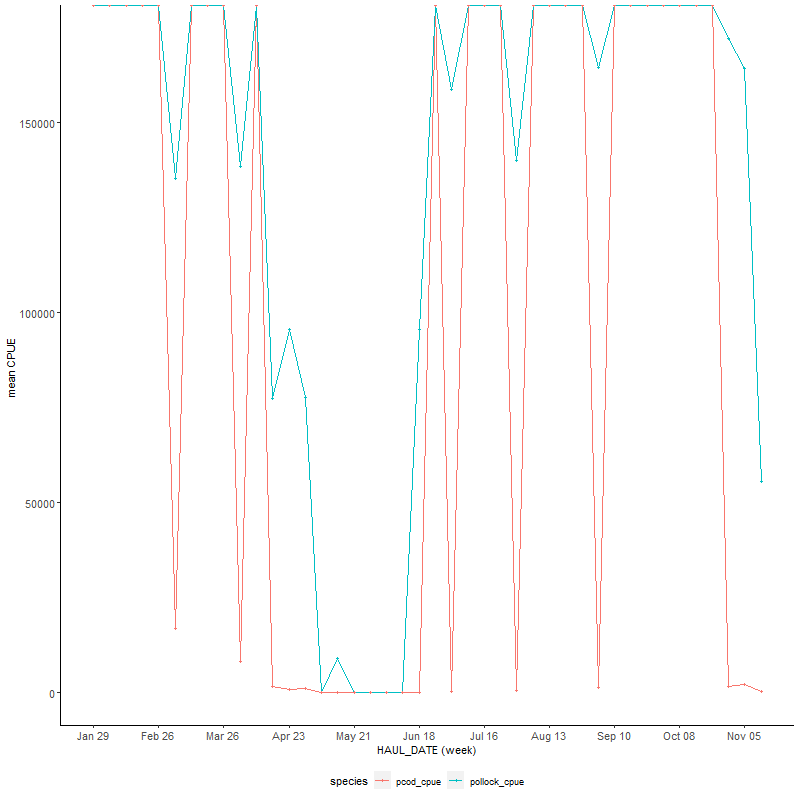 150000
100000
mean CPUE
50000
0
Jan 29 Feb 26 Mar 26 Apr 23 May 21 Jun 18 Jul 16 Aug 13 Sep 10 Oct 08 Nov 05
HAUL_DATE (week)
species pcod_cpue pollock_cpue